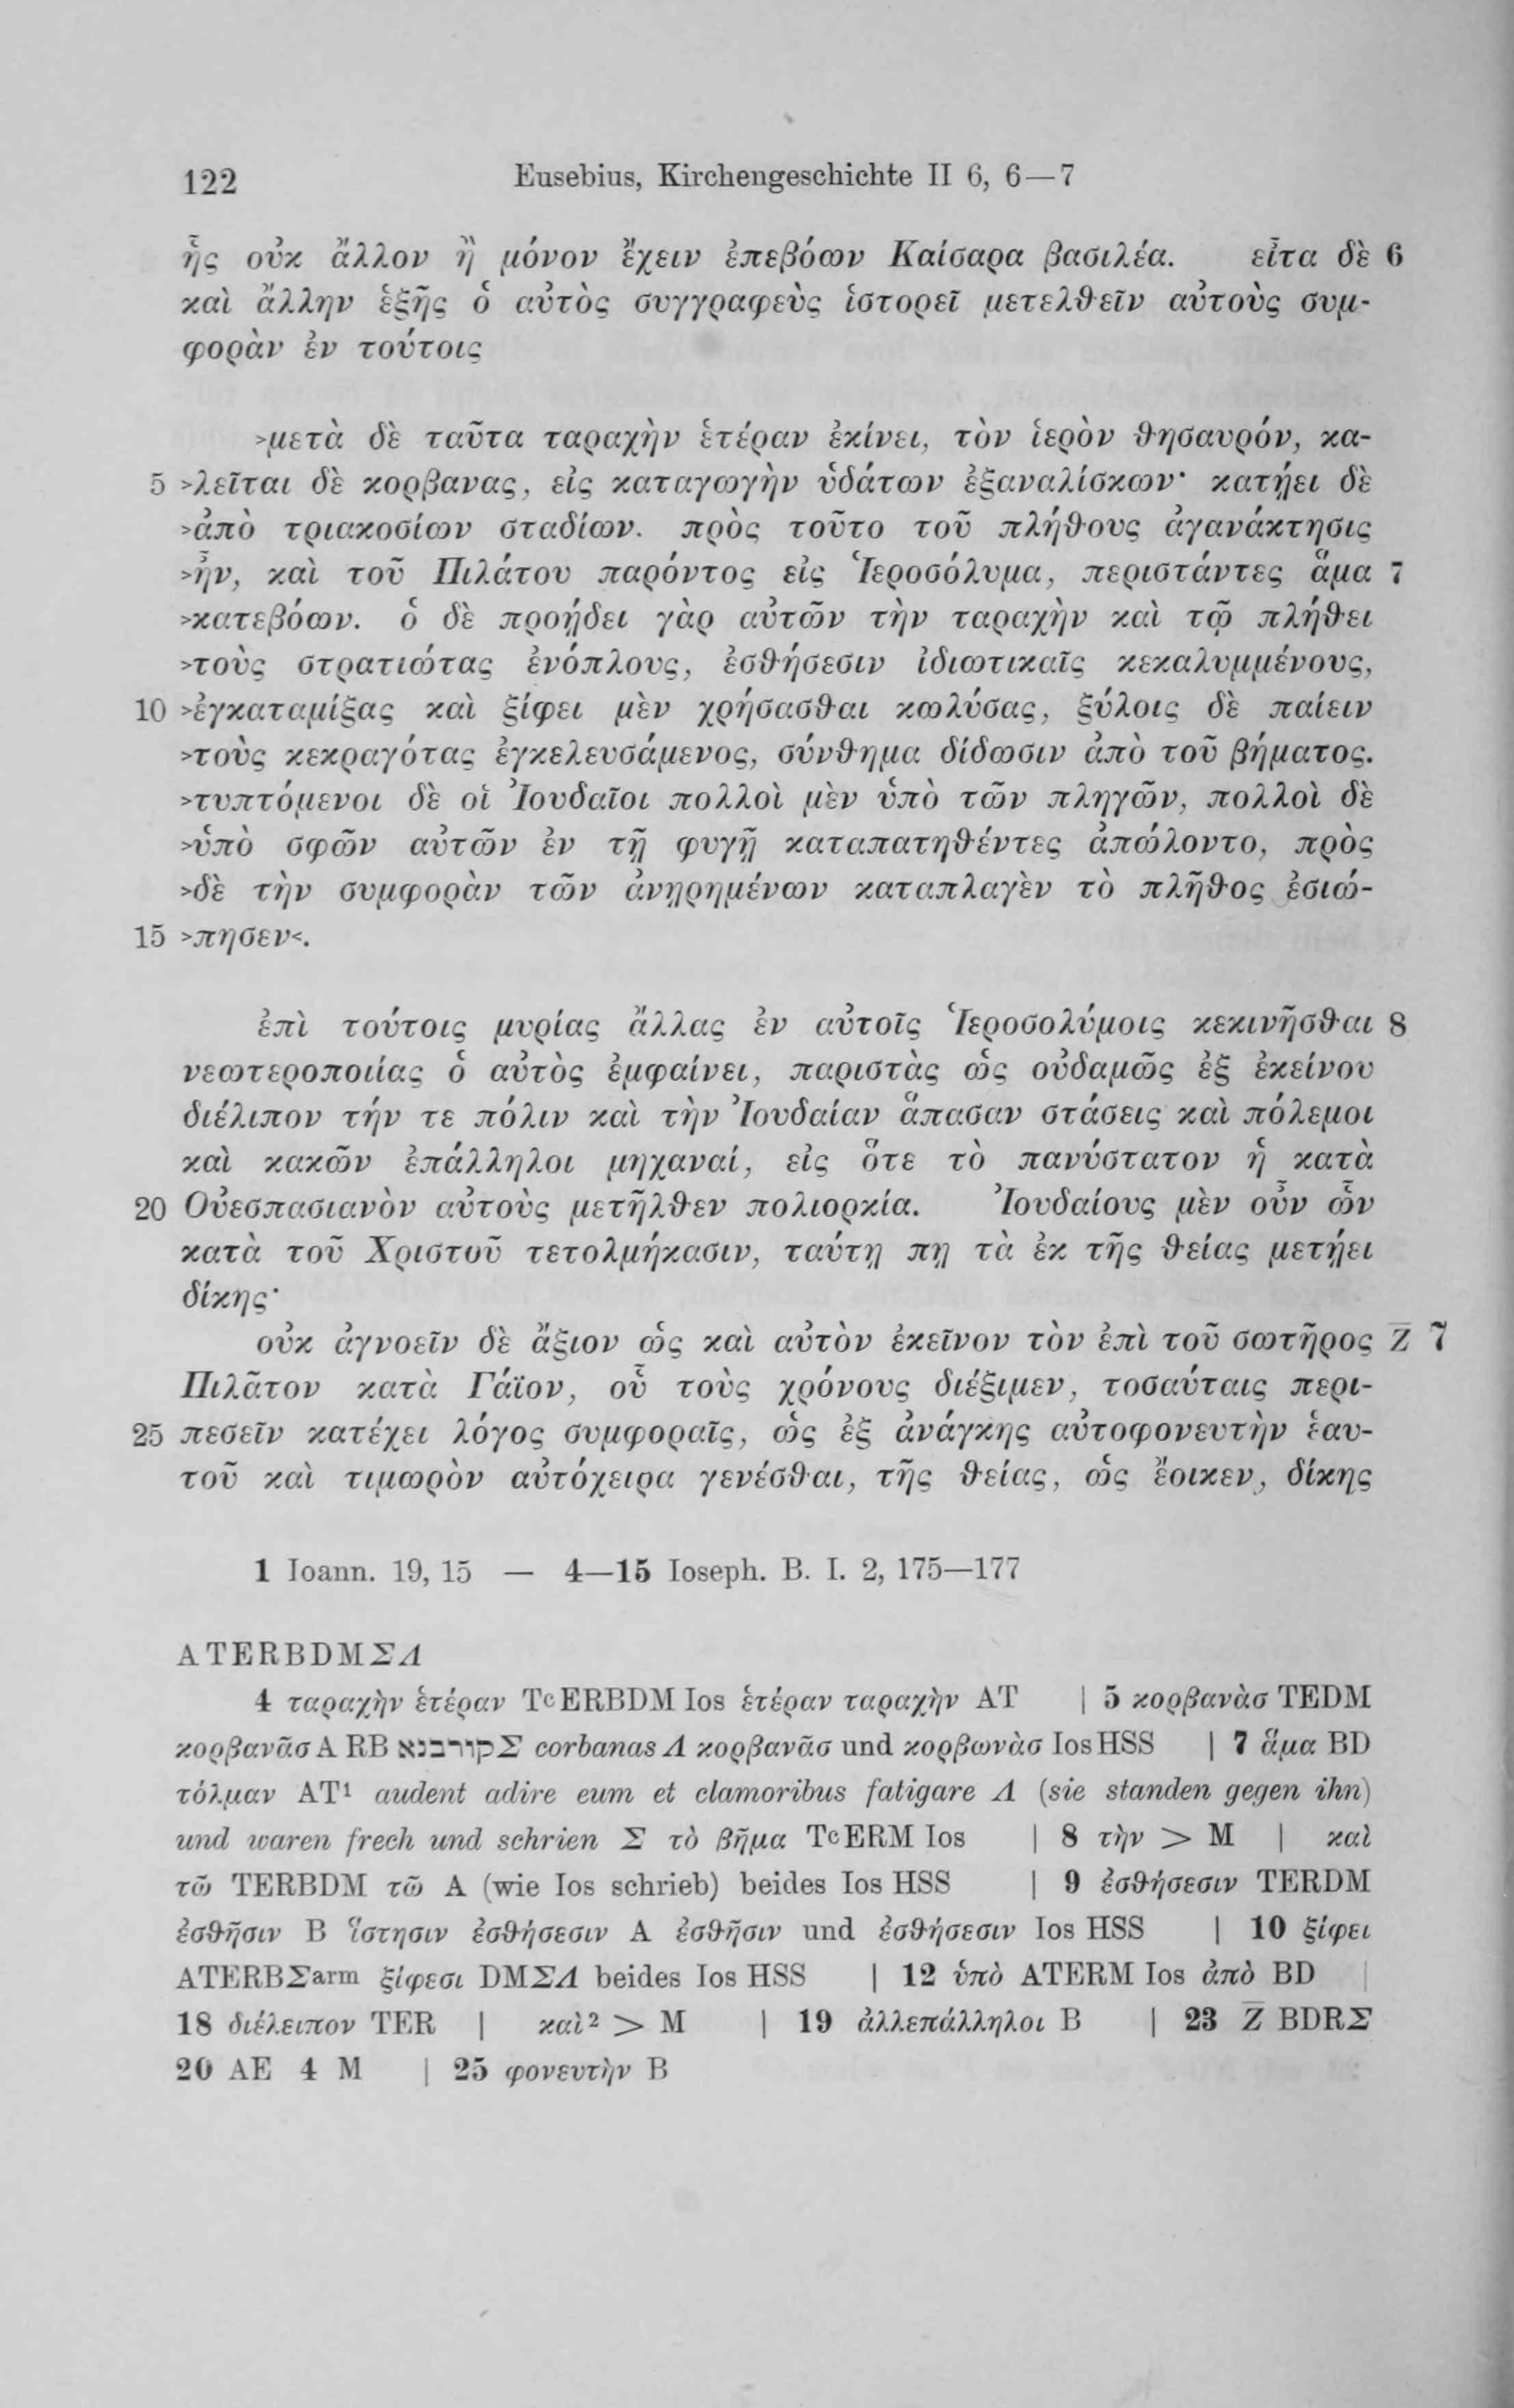 122 Eusebius, Kirchengeschichte II 6, 6—7
ἧς οὐκ ἄλλον ἢ μόνον ἔχειν ἐπεβόων Καίσαρα βασιλέα. εἶτα δὲ 6
καὶ ἄλλην ἑξῆς ὁ αὐτὸς συγγραφεὺς ἱστορεῖ μετελθεῖν αὐτοὺς συμ-
φορὰν ἐν τούτοις
>μετὰ δὲ ταῦτα ταραχὴν ἑτέραν ἐκίνει, τὸν ἱερὸν θησαυρόν, κα-
5 >λεῖται δὲ κορβανας, εἰς καταγωγὴν ὑδάτων ἐξαναλίσκων· κατῄει δὲ
>ἀπὸ τριακοσίων σταδίων. πρὸς τοῦτο τοῦ πλήθους ἀγανάκτησις
>ἦν, καὶ τοῦ Πιλάτου παρόντος εἰς Ἱεροσόλυμα, περιστάντες ἅμα 7
>κατεβόων. ὁ δὲ προῄδει γὰρ αὐτῶν τὴν ταραχὴν καὶ τῷ πλήθει
>τοὺς στρατιώτας ἐνόπλους, ἐσθήσεσιν ἰδιωτικαῖς κεκαλυμμένους,
10 >ἐγκαταμίξας καὶ ξίφει μὲν χρήσασθαι κωλύσας, ξύλοις δὲ παίειν
>τοὺς κεκραγότας ἐγκελευσάμενος, σύνθημα δίδωσιν ἀπὸ τοῦ βήματος.
>τυπτόμενοι δὲ οἱ Ἰουδαῖοι πολλοὶ μὲν ὑπὸ τῶν πληγῶν, πολλοὶ δὲ
>ὑπὸ σφῶν αὐτῶν ἐν τῇ φυγῇ καταπατηθέντες ἀπώλοντο, πρὸς
>δὲ τὴν συμφορὰν τῶν ἀνῃρημένων καταπλαγὲν τὸ πλῆθος ἐσιώ-
15 >πησεν<.
ἐπὶ τούτοις μυρίας ἄλλας ἐν αὐτοῖς Ἱεροσολύμοις κεκινῆσθαι 8
νεωτεροποιίας ὁ αὐτὸς ἐμφαίνει, παριστὰς ὡς οὐδαμῶς ἐξ ἐκείνου
διέλιπον τήν τε πόλιν καὶ τὴν Ἰουδαίαν ἅπασαν στάσεις καὶ πόλεμοι
καὶ κακῶν ἐπάλληλοι μηχαναί, εἰς ὅτε τὸ πανύστατον ἡ κατὰ
20 Οὐεσπασιανὸν αὐτοὺς μετῆλθεν πολιορκία. Ἰουδαίους μὲν οὖν ὧν
κατὰ τοῦ Χριστοῦ τετολμήκασιν, ταύτῃ πῃ τὰ ἐκ τῆς θείας μετῄει
δίκης·
οὐκ ἀγνοεῖν δὲ ἄξιον ὡς καὶ αὐτὸν ἐκεῖνον τὸν ἐπὶ τοῦ σωτῆρος Z̅ 7
Πιλᾶτον κατὰ Γάϊον, οὗ τοὺς χρόνους διέξιμεν, τοσαύταις περι-
25 πεσεῖν κατέχει λόγος συμφοραῖς, ὡς ἐξ ἀνάγκης αὐτοφονευτὴν ἑαυ-
τοῦ καὶ τιμωρὸν αὐτόχειρα γενέσθαι, τῆς θείας, ὡς ἔοικεν, δίκης
1 Ioann. 19, 15 — 4—15 Ioseph. B. I. 2, 175—177
ATERBDMΣΛ
4 ταραχὴν ἑτέραν TᶜERBDM Ios ἑτέραν ταραχὴν AT | 5 κορβανὰσ TEDM
κορβανᾶσ A RB קורבנא Σ corbanas Λ κορβανᾶσ und κορβωνὰσ Ios HSS | 7 ἅμα BD
τόλμαν AT¹ audent adire eum et clamoribus fatigare Λ (sie standen gegen ihn)
und waren frech und schrien Σ τὸ βῆμα TᶜERM Ios | 8 τὴν > M | καὶ
τῶ TERBDM τῶ A (wie Ios schrieb) beides Ios HSS | 9 ἐσθήσεσιν TERDM
ἐσθῆσιν B ἵστησιν ἐσθήσεσιν A ἐσθῆσιν und ἐσθήσεσιν Ios HSS | 10 ξίφει
ATERBΣarm ξίφεσι DMΣΛ beides Ios HSS | 12 ὑπὸ ATERM Ios ἀπὸ BD |
18 διέλειπον TER | καὶ² > M | 19 ἀλλεπάλληλοι B | 23 Z̅ BDRΣ
20 AE 4 M | 25 φονευτὴν B